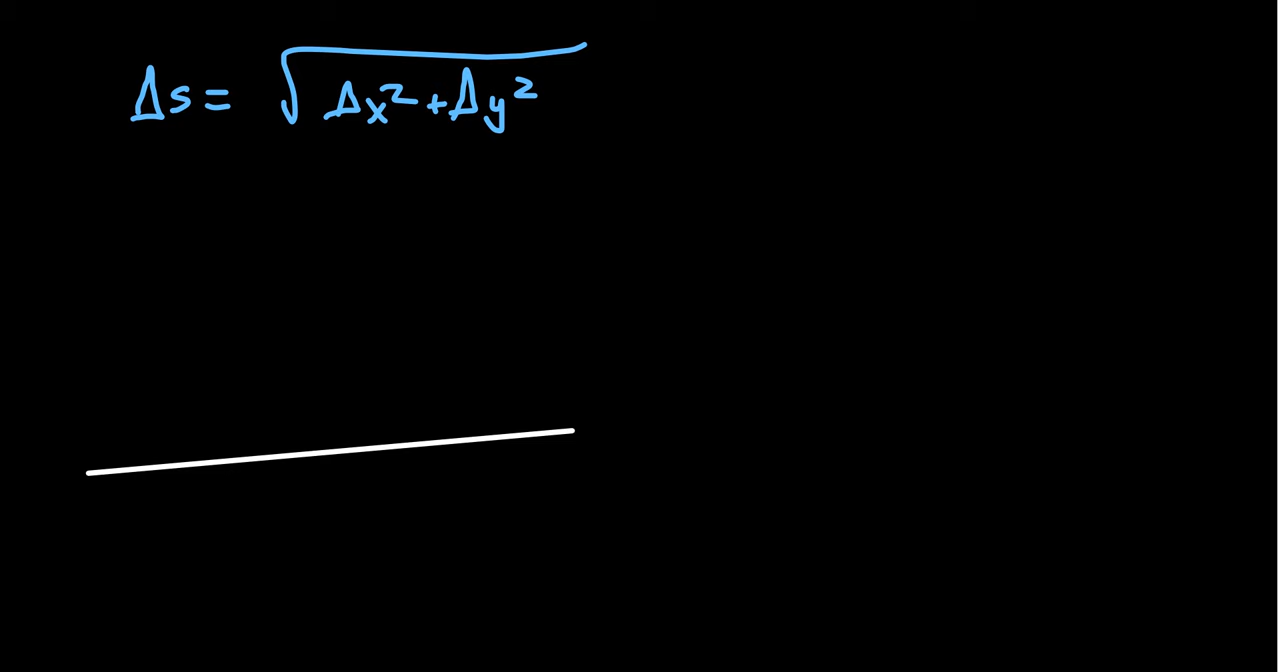 Δs = √(Δx² + Δy²)